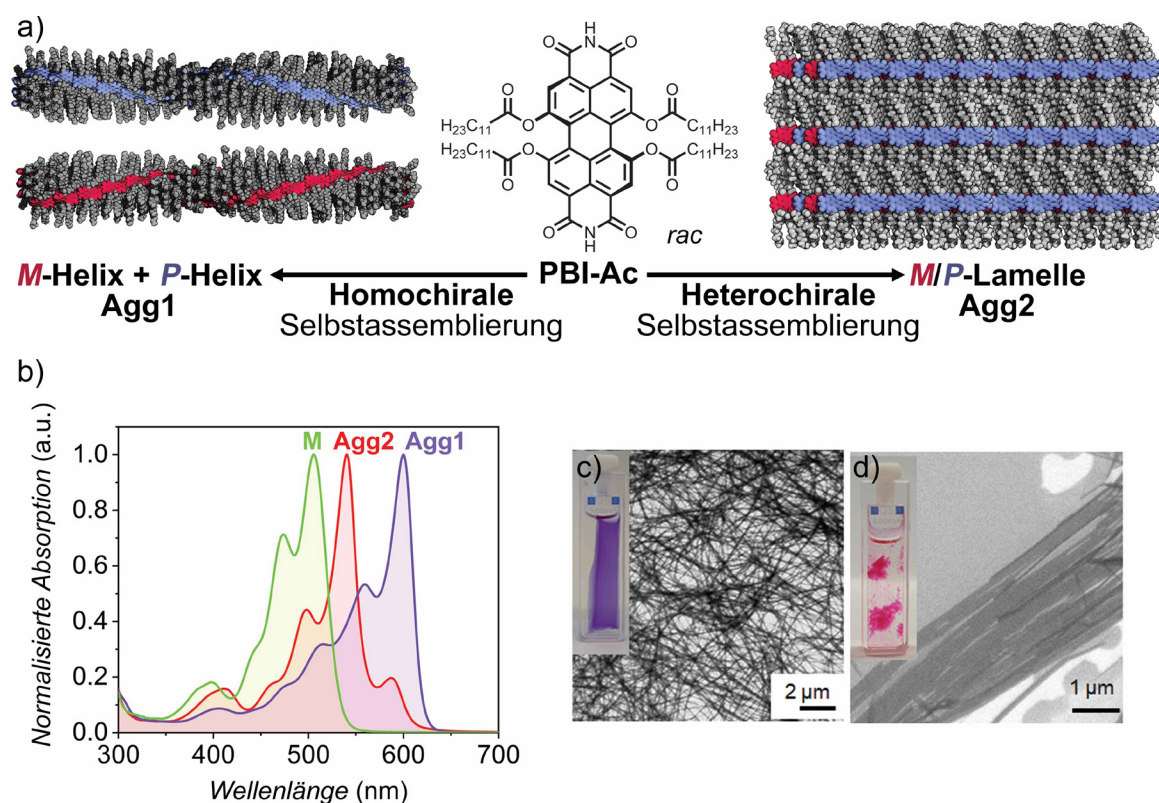 a)
H
N
O
O
O
O
H₂₃C₁₁
O
O
C₁₁H₂₃
H₂₃C₁₁
O
O
C₁₁H₂₃
O
O
O
N
H
O
rac
M-Helix + P-Helix
Agg1
Homochirale
Selbstassemblierung
PBI-Ac
Heterochirale
Selbstassemblierung
M/P-Lamelle
Agg2
b)
Normalisierte Absorption (a.u.)
1.0
0.8
0.6
0.4
0.2
0.0
M
Agg2
Agg1
300
400
500
600
700
Wellenlänge (nm)
c)
2 µm
d)
1 µm